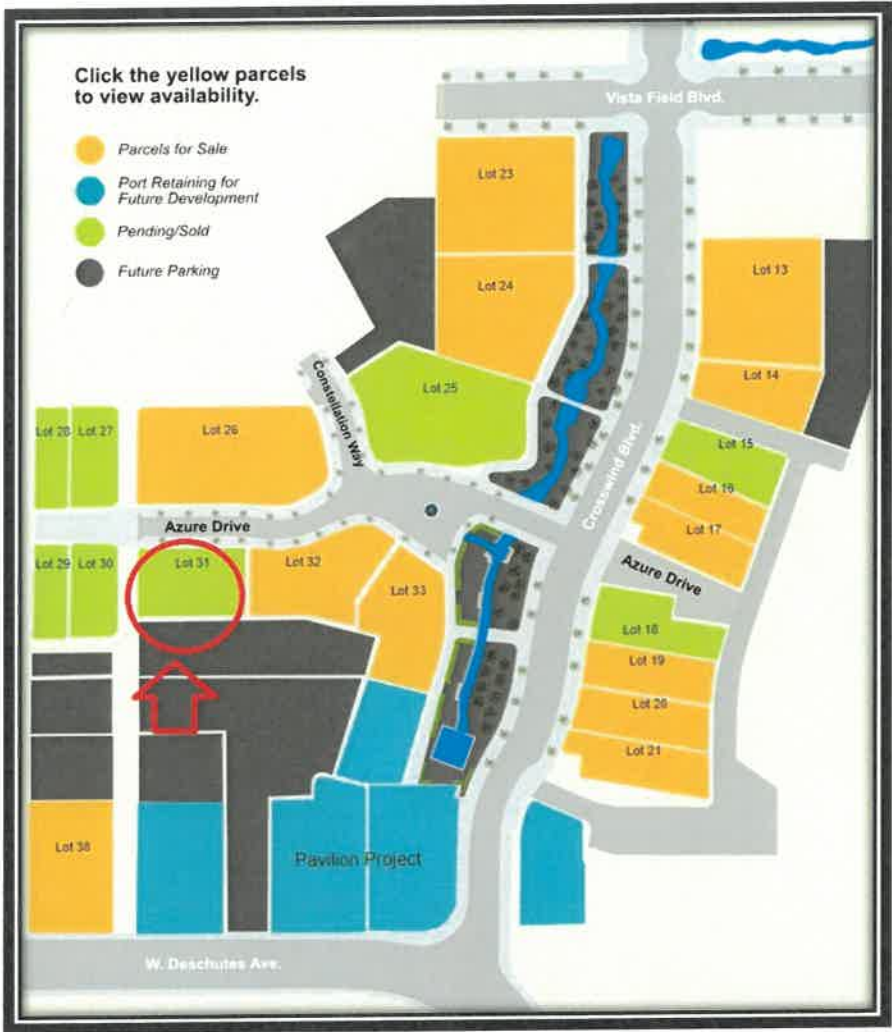 Click the yellow parcels
to view availability.
Parcels for Sale
Port Retaining for
Future Development
Pending/Sold
Future Parking
Vista Field Blvd.
Lot 23
Lot 24
Lot 13
Lot 14
Lot 25
Constellation Way
Lot 28
Lot 27
Lot 26
Crosswind Blvd.
Lot 15
Lot 16
Lot 17
Azure Drive
Azure Drive
Lot 29
Lot 30
Lot 31
Lot 32
Lot 33
Lot 18
Lot 19
Lot 20
Lot 21
Lot 38
Pavilion Project
W. Deschutes Ave.